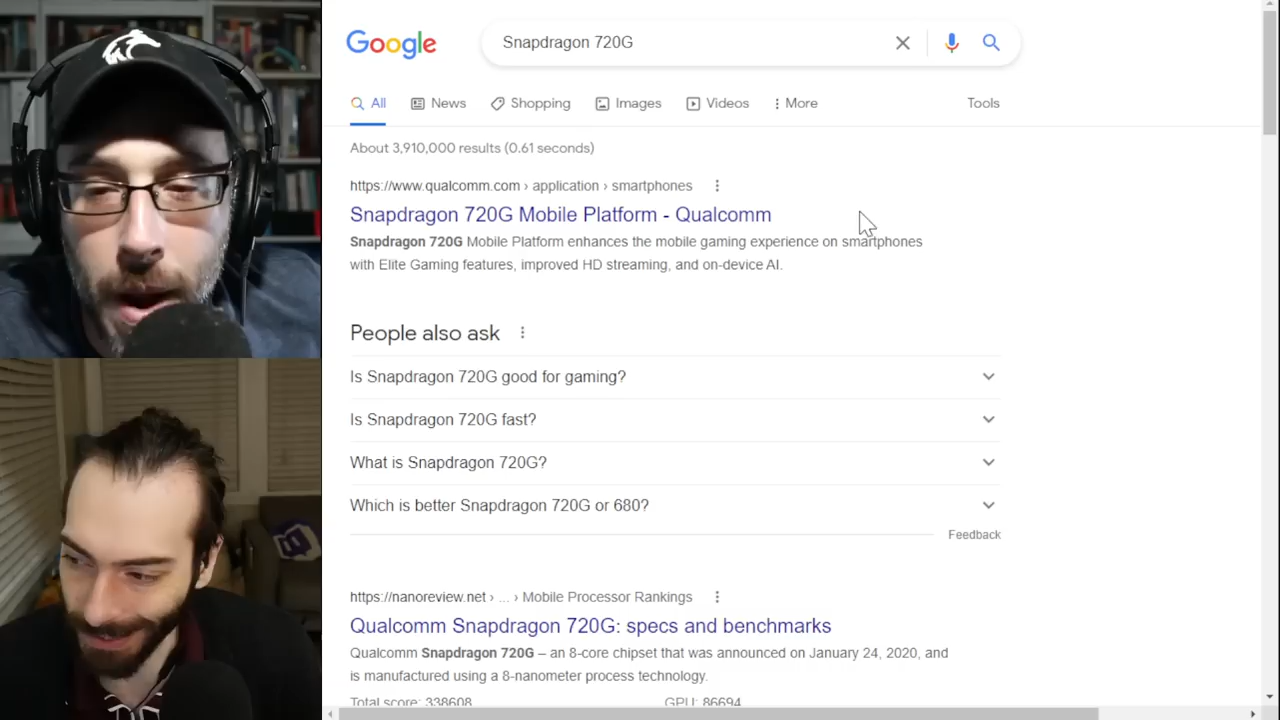 Google
Snapdragon 720G
All
News
Shopping
Images
Videos
More
Tools
About 3,910,000 results (0.61 seconds)
https://www.qualcomm.com › application › smartphones
Snapdragon 720G Mobile Platform - Qualcomm
Snapdragon 720G Mobile Platform enhances the mobile gaming experience on smartphones
with Elite Gaming features, improved HD streaming, and on-device AI.
People also ask
Is Snapdragon 720G good for gaming?
Is Snapdragon 720G fast?
What is Snapdragon 720G?
Which is better Snapdragon 720G or 680?
Feedback
https://nanoreview.net › ... › Mobile Processor Rankings
Qualcomm Snapdragon 720G: specs and benchmarks
Qualcomm Snapdragon 720G – an 8-core chipset that was announced on January 24, 2020, and
is manufactured using a 8-nanometer process technology.
Total score: 338608 GPU: 86694